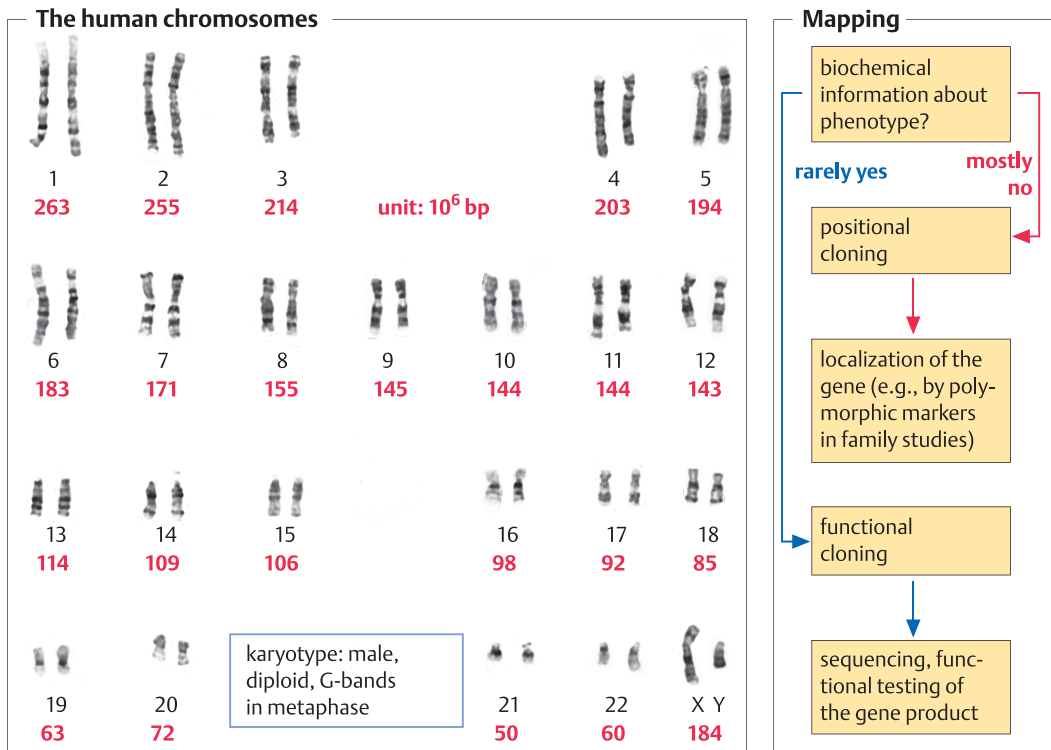 The human chromosomes
1 2 3 4 5
263 255 214 unit: 10⁶ bp 203 194
6 7 8 9 10 11 12
183 171 155 145 144 144 143
13 14 15 16 17 18
114 109 106 98 92 85
karyotype: male,
diploid, G-bands
in metaphase
19 20 21 22 X Y
63 72 50 60 184
Mapping
biochemical
information about
phenotype?
rarely yes
mostly
no
positional
cloning
localization of the
gene (e.g., by poly-
morphic markers
in family studies)
functional
cloning
sequencing, func-
tional testing of
the gene product